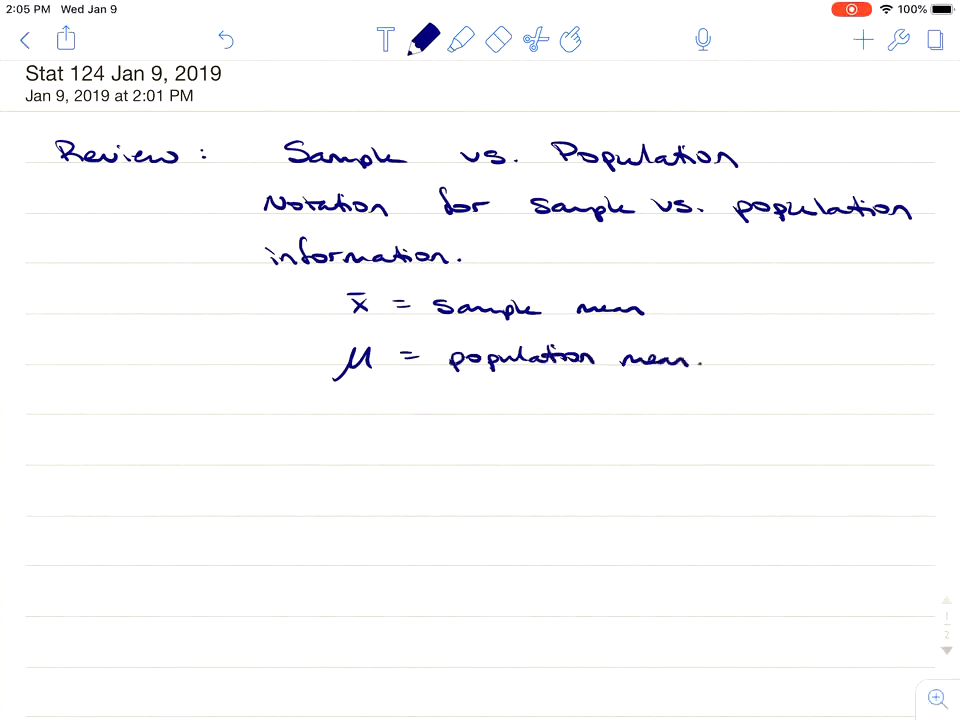 2:05 PM Wed Jan 9 100%
T
Stat 124 Jan 9, 2019
Jan 9, 2019 at 2:01 PM
Review : Sample vs. Population
Notation for sample vs. population
information.
x̄ = sample mean
μ = population mean.
1
2